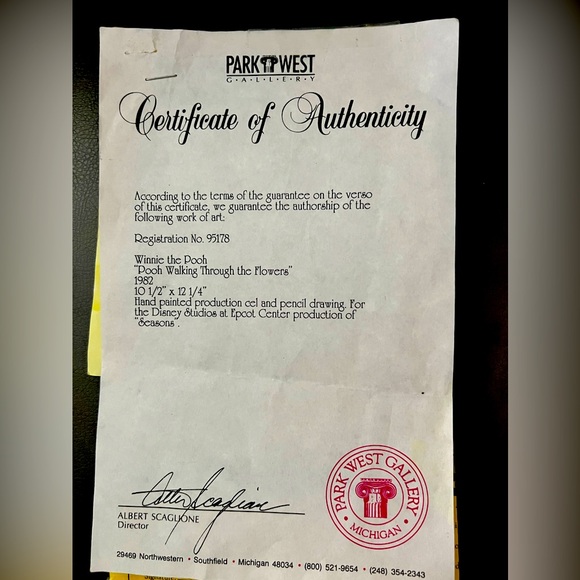 PARK WEST
G·A·L·L·E·R·Y
Certificate of Authenticity
According to the terms of the guarantee on the verso
of this certificate, we guarantee the authorship of the
following work of art:
Registration No. 95178
Winnie the Pooh
"Pooh Walking Through the Flowers"
1982
10 1/2" x 12 1/4"
Hand painted production cel and pencil drawing. For
the Disney Studios at Epcot Center production of
"Seasons".
ALBERT SCAGLIONE
Director
PARK WEST GALLERY
• MICHIGAN •
29469 Northwestern • Southfield • Michigan 48034 • (800) 521-9654 • (248) 354-2343